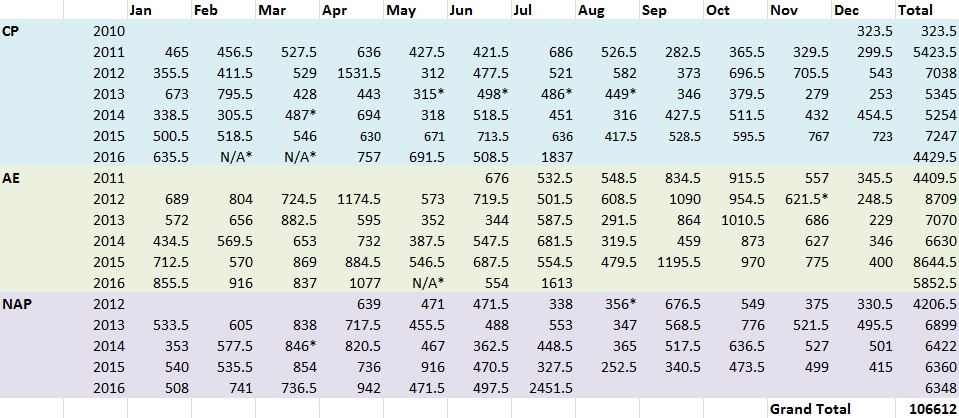 Jan Feb Mar Apr May Jun Jul Aug Sep Oct Nov Dec Total
CP 2010 323.5 323.5
2011 465 456.5 527.5 636 427.5 421.5 686 526.5 282.5 365.5 329.5 299.5 5423.5
2012 355.5 411.5 529 1531.5 312 477.5 521 582 373 696.5 705.5 543 7038
2013 673 795.5 428 443 315* 498* 486* 449* 346 379.5 279 253 5345
2014 338.5 305.5 487* 694 318 518.5 451 316 427.5 511.5 432 454.5 5254
2015 500.5 518.5 546 630 671 713.5 636 417.5 528.5 595.5 767 723 7247
2016 635.5 N/A* N/A* 757 691.5 508.5 1837 4429.5
AE 2011 676 532.5 548.5 834.5 915.5 557 345.5 4409.5
2012 689 804 724.5 1174.5 573 719.5 501.5 608.5 1090 954.5 621.5* 248.5 8709
2013 572 656 882.5 595 352 344 587.5 291.5 864 1010.5 686 229 7070
2014 434.5 569.5 653 732 387.5 547.5 681.5 319.5 459 873 627 346 6630
2015 712.5 570 869 884.5 546.5 687.5 554.5 479.5 1195.5 970 775 400 8644.5
2016 855.5 916 837 1077 N/A* 554 1613 5852.5
NAP 2012 639 471 471.5 338 356* 676.5 549 375 330.5 4206.5
2013 533.5 605 838 717.5 455.5 488 553 347 568.5 776 521.5 495.5 6899
2014 353 577.5 846* 820.5 467 362.5 448.5 365 517.5 636.5 527 501 6422
2015 540 535.5 854 736 916 470.5 327.5 252.5 340.5 473.5 499 415 6360
2016 508 741 736.5 942 471.5 497.5 2451.5 6348
Grand Total 106612